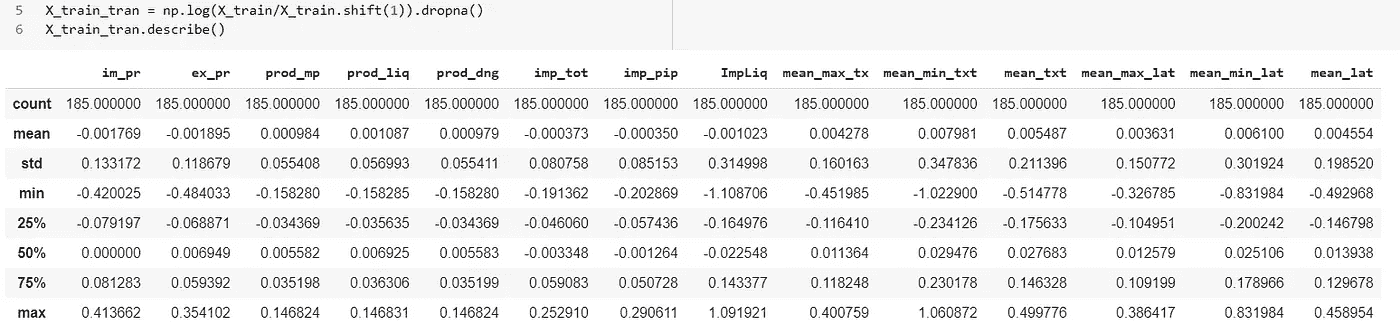 5 X_train_tran = np.log(X_train/X_train.shift(1)).dropna()
6 X_train_tran.describe()
im_pr ex_pr prod_mp prod_liq prod_dng imp_tot imp_pip ImpLiq mean_max_tx mean_min_txt mean_txt mean_max_lat mean_min_lat mean_lat
count 185.000000 185.000000 185.000000 185.000000 185.000000 185.000000 185.000000 185.000000 185.000000 185.000000 185.000000 185.000000 185.000000 185.000000
mean -0.001769 -0.001895 0.000984 0.001087 0.000979 -0.000373 -0.000350 -0.001023 0.004278 0.007981 0.005487 0.003631 0.006100 0.004554
std 0.133172 0.118679 0.055408 0.056993 0.055411 0.080758 0.085153 0.314998 0.160163 0.347836 0.211396 0.150772 0.301924 0.198520
min -0.420025 -0.484033 -0.158280 -0.158285 -0.158280 -0.191362 -0.202869 -1.108706 -0.451985 -1.022900 -0.514778 -0.326785 -0.831984 -0.492968
25% -0.079197 -0.068871 -0.034369 -0.035635 -0.034369 -0.046060 -0.057436 -0.164976 -0.116410 -0.234126 -0.175633 -0.104951 -0.200242 -0.146798
50% 0.000000 0.006949 0.005582 0.006925 0.005583 -0.003348 -0.001264 -0.022548 0.011364 0.029476 0.027683 0.012579 0.025106 0.013938
75% 0.081283 0.059392 0.035198 0.036306 0.035199 0.059083 0.050728 0.143377 0.118248 0.230178 0.146328 0.109199 0.178966 0.129678
max 0.413662 0.354102 0.146824 0.146831 0.146824 0.252910 0.290611 1.091921 0.400759 1.060872 0.499776 0.386417 0.831984 0.458954